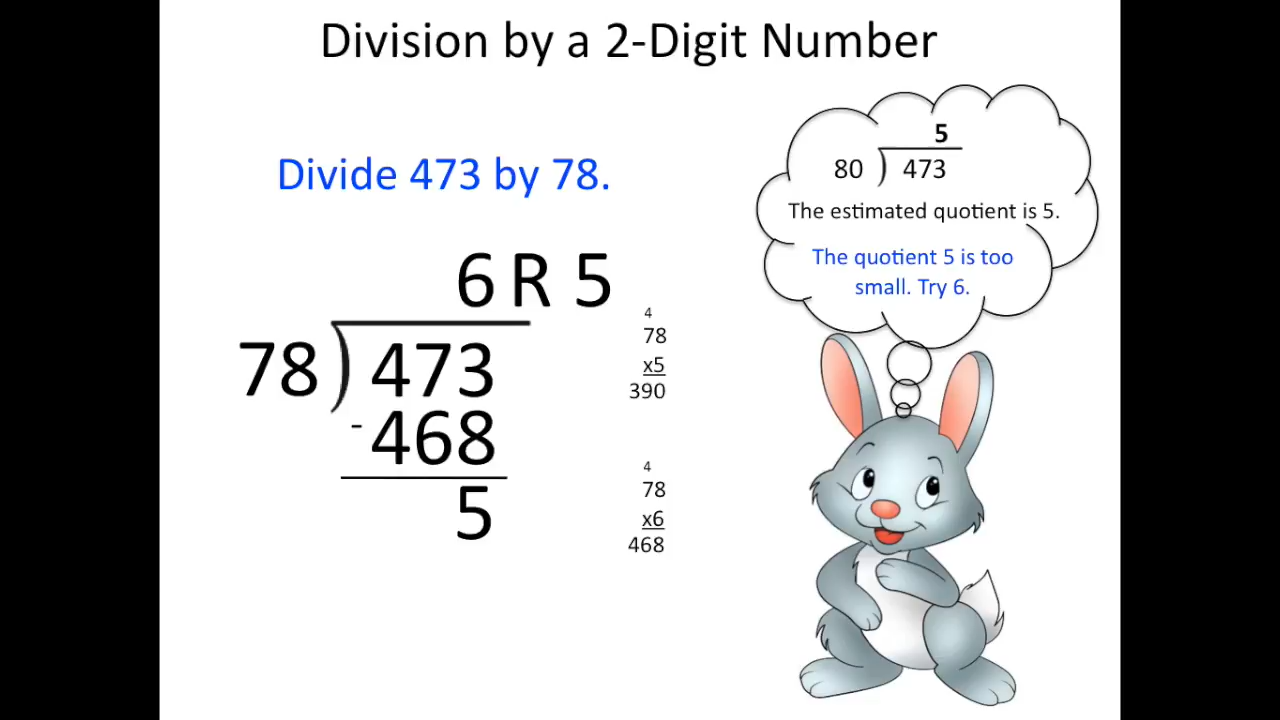 Division by a 2-Digit Number
Divide 473 by 78.
6 R 5
78 ) 473
- 468
5
4
78
x5
390
4
78
x6
468
5
80 ) 473
The estimated quotient is 5.
The quotient 5 is too
small. Try 6.